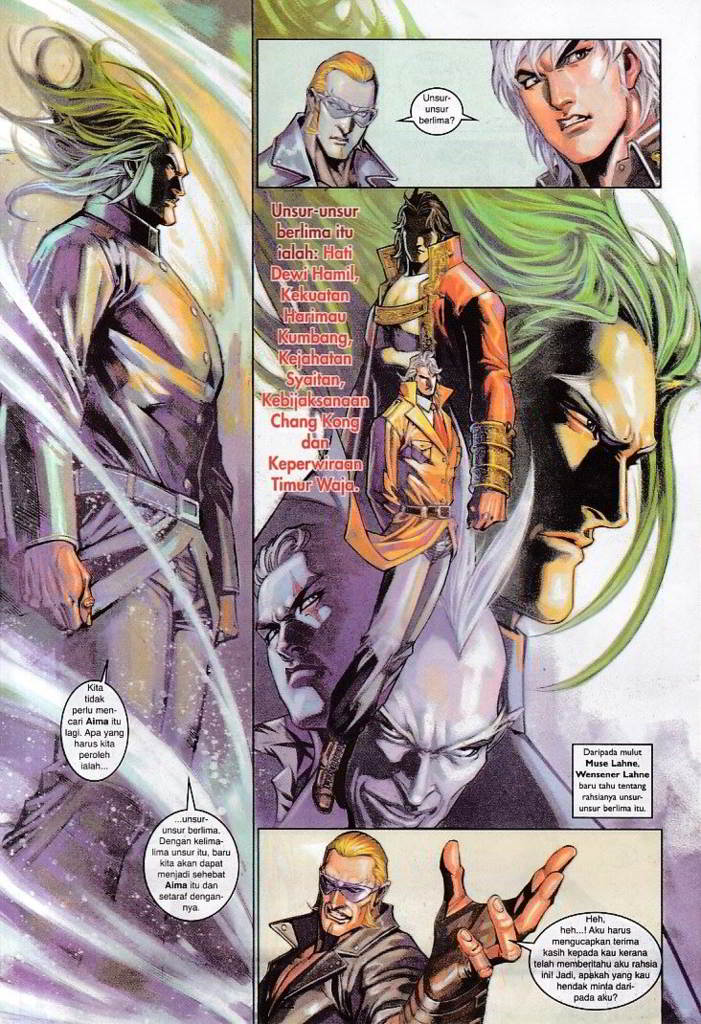 Kita
tidak
perlu men-
cari Aima itu
lagi. Apa yang
harus kita
peroleh
ialah...
...unsur-
unsur berlima.
Dengan kelima-
lima unsur itu, baru
kita akan dapat
menjadi sehebat
Aima itu dan
setaraf dengan-
nya.
Unsur-
unsur
berlima?
Unsur-unsur
berlima itu
ialah: Hati
Dewi Hamil,
Kekuatan
Harimau
Kumbang,
Kejahatan
Syaitan,
Kebijaksanaan
Chang Kong
dan
Keperwiraan
Timur Waja.
Daripada mulut
Muse Lahne,
Wensener Lahne
baru tahu tentang
rahsianya unsur-
unsur berlima itu.
Heh,
heh...! Aku harus
mengucapkan terima
kasih kepada kau kerana
telah memberitahu aku rahsia
ini! Jadi, apakah yang kau
hendak minta dari-
pada aku?